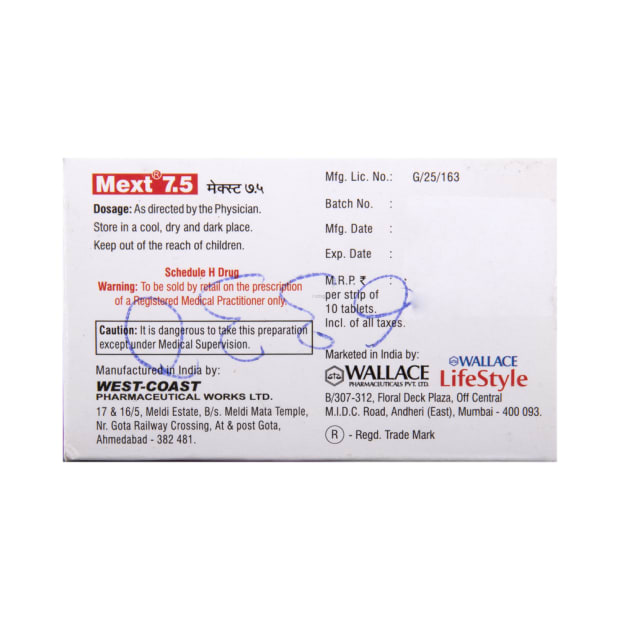 Mext® 7.5 मेक्स्ट ७.५
Dosage: As directed by the Physician.
Store in a cool, dry and dark place.
Keep out of the reach of children.
Schedule H Drug
Warning: To be sold by retail on the prescription
of a Registered Medical Practitioner only.
Caution: It is dangerous to take this preparation
except under Medical Supervision.
Manufactured in India by:
WEST-COAST
PHARMACEUTICAL WORKS LTD.
17 & 16/5, Meldi Estate, B/s. Meldi Mata Temple,
Nr. Gota Railway Crossing, At & post Gota,
Ahmedabad - 382 481.
Mfg. Lic. No.: G/25/163
Batch No. :
Mfg. Date :
Exp. Date :
M.R.P. ₹ :
per strip of
10 tablets.
Incl. of all taxes.
Marketed in India by:
WALLACE
PHARMACEUTICALS PVT. LTD.
WALLACE
LifeStyle
B/307-312, Floral Deck Plaza, Off Central
M.I.D.C. Road, Andheri (East), Mumbai - 400 093.
® - Regd. Trade Mark